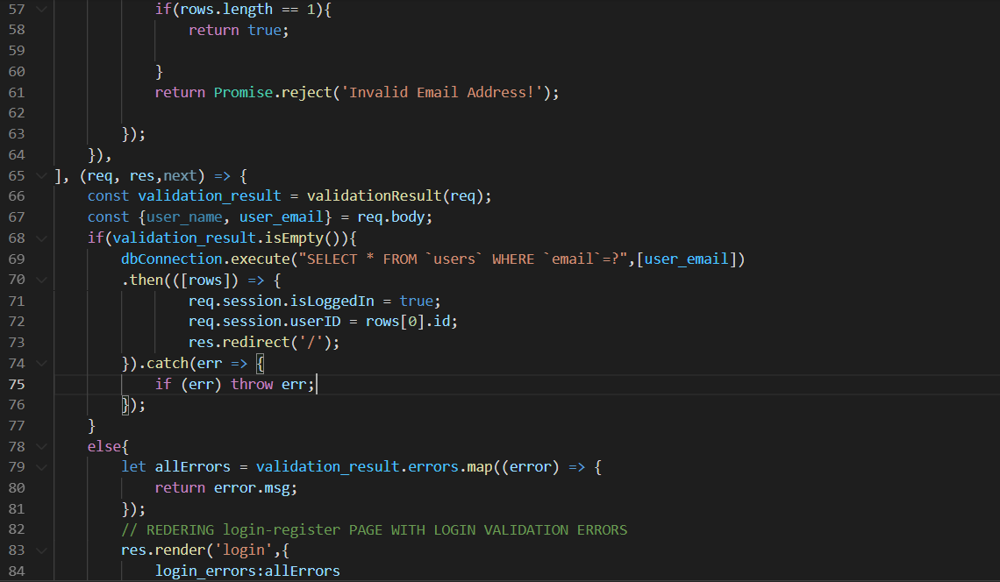 57 if(rows.length == 1){
58 return true;
59
60 }
61 return Promise.reject('Invalid Email Address!');
62
63 });
64 }),
65 ], (req, res,next) => {
66 const validation_result = validationResult(req);
67 const {user_name, user_email} = req.body;
68 if(validation_result.isEmpty()){
69 dbConnection.execute("SELECT * FROM `users` WHERE `email`=?",[user_email])
70 .then(([rows]) => {
71 req.session.isLoggedIn = true;
72 req.session.userID = rows[0].id;
73 res.redirect('/');
74 }).catch(err => {
75 if (err) throw err;
76 });
77 }
78 else{
79 let allErrors = validation_result.errors.map((error) => {
80 return error.msg;
81 });
82 // REDERING login-register PAGE WITH LOGIN VALIDATION ERRORS
83 res.render('login',{
84 login_errors:allErrors